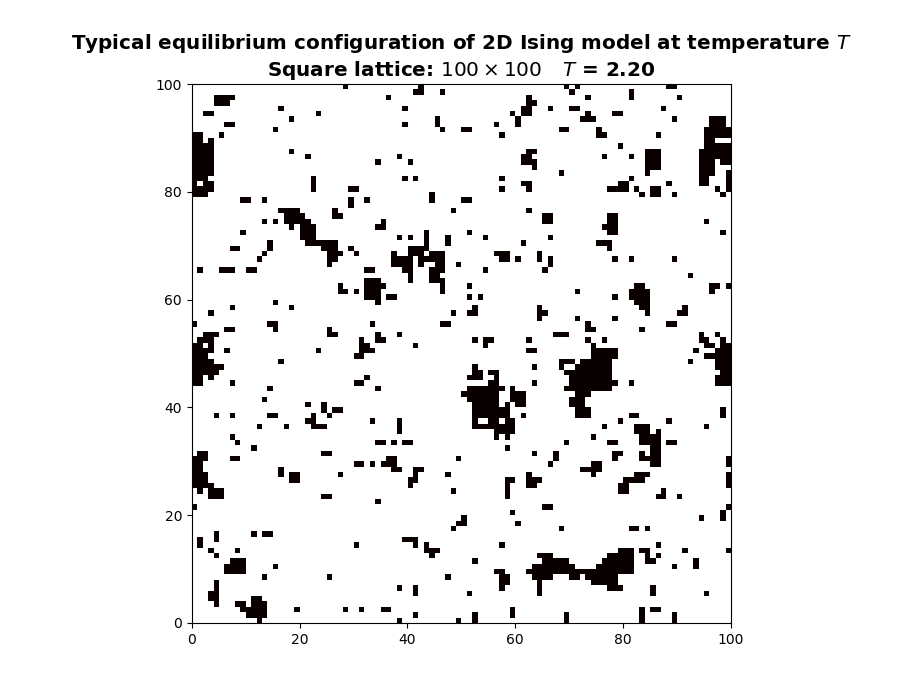 Typical equilibrium configuration of 2D Ising model at temperature T
Square lattice: 100 × 100 T = 2.20
100
80
60
40
20
0
0 20 40 60 80 100